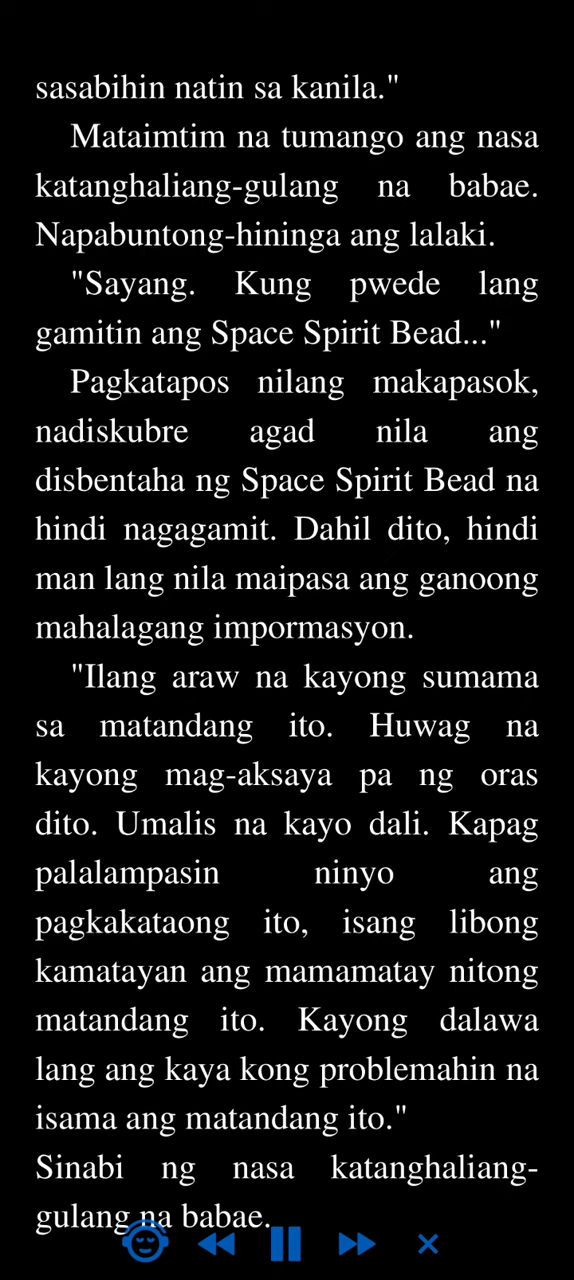 sasabihin natin sa kanila."
Mataimtim na tumango ang nasa
katanghaliang-gulang na babae.
Napabuntong-hininga ang lalaki.
"Sayang. Kung pwede lang
gamitin ang Space Spirit Bead..."
Pagkatapos nilang makapasok,
nadiskubre agad nila ang
disbentaha ng Space Spirit Bead na
hindi nagagamit. Dahil dito, hindi
man lang nila maipasa ang ganoong
mahalagang impormasyon.
"Ilang araw na kayong sumama
sa matandang ito. Huwag na
kayong mag-aksaya pa ng oras
dito. Umalis na kayo dali. Kapag
palalampasin ninyo ang
pagkakataong ito, isang libong
kamatayan ang mamamatay nitong
matandang ito. Kayong dalawa
lang ang kaya kong problemahin na
isama ang matandang ito."
Sinabi ng nasa katanghaliang-
gulang na babae.